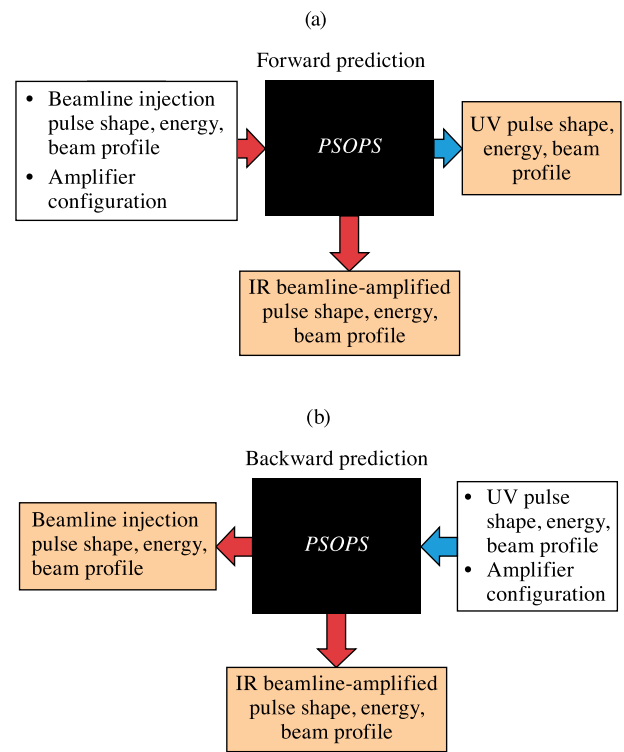 (a)
Forward prediction
• Beamline injection
pulse shape, energy,
beam profile
• Amplifier
configuration
PSOPS
UV pulse shape,
energy, beam
profile
IR beamline-amplified
pulse shape, energy,
beam profile
(b)
Backward prediction
Beamline injection
pulse shape, energy,
beam profile
PSOPS
• UV pulse
shape, energy,
beam profile
• Amplifier
configuration
IR beamline-amplified
pulse shape, energy,
beam profile